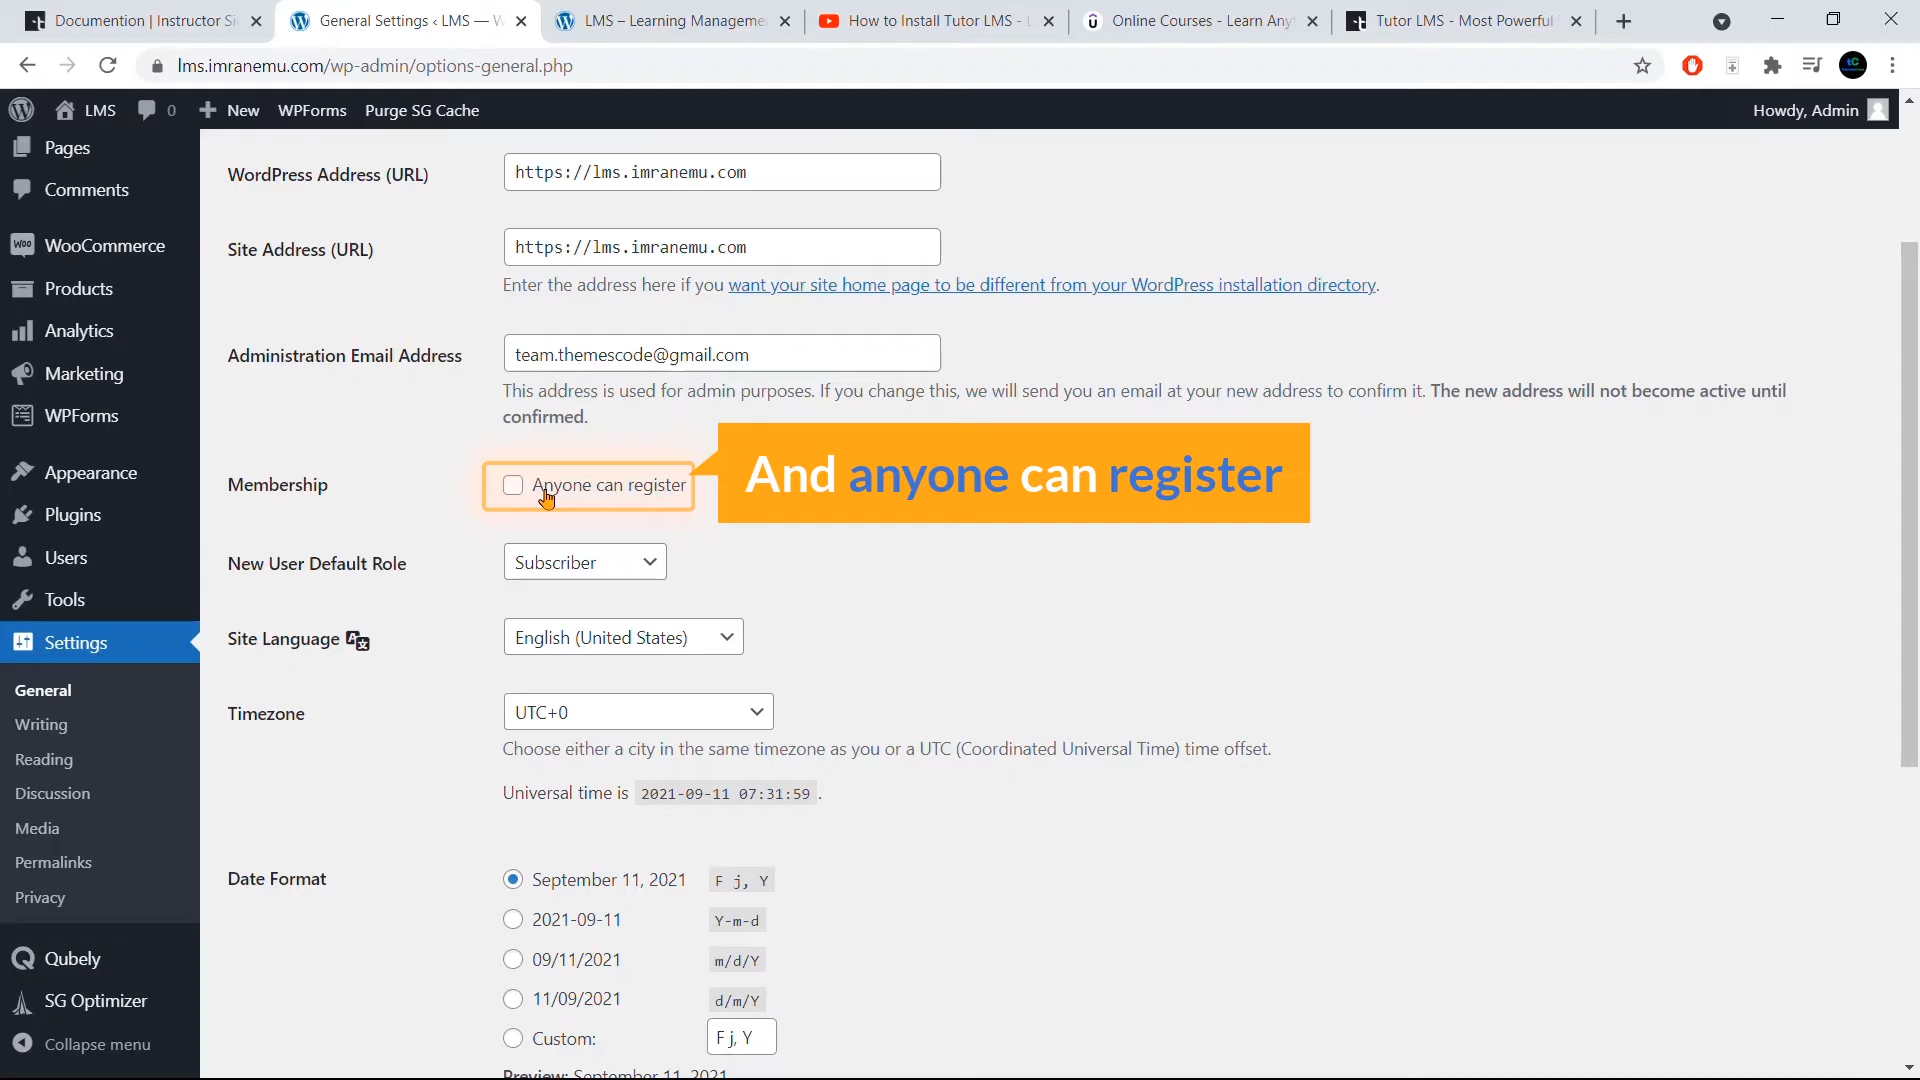 Documention | Instructor Si
General Settings ‹ LMS — W
LMS – Learning Manageme
How to Install Tutor LMS - L
Online Courses - Learn Any
Tutor LMS - Most Powerful
lms.imranemu.com/wp-admin/options-general.php
LMS
0
New
WPForms
Purge SG Cache
Howdy, Admin
Pages
Comments
WooCommerce
Products
Analytics
Marketing
WPForms
Appearance
Plugins
Users
Tools
Settings
General
Writing
Reading
Discussion
Media
Permalinks
Privacy
Qubely
SG Optimizer
Collapse menu
WordPress Address (URL)
https://lms.imranemu.com
Site Address (URL)
https://lms.imranemu.com
Enter the address here if you want your site home page to be different from your WordPress installation directory.
Administration Email Address
team.themescode@gmail.com
This address is used for admin purposes. If you change this, we will send you an email at your new address to confirm it. The new address will not become active until
confirmed.
Membership
Anyone can register
And anyone can register
New User Default Role
Subscriber
Site Language
English (United States)
Timezone
UTC+0
Choose either a city in the same timezone as you or a UTC (Coordinated Universal Time) time offset.
Universal time is 2021-09-11 07:31:59 .
Date Format
September 11, 2021 F j, Y
2021-09-11 Y-m-d
09/11/2021 m/d/Y
11/09/2021 d/m/Y
Custom: F j, Y
Preview: September 11, 2021